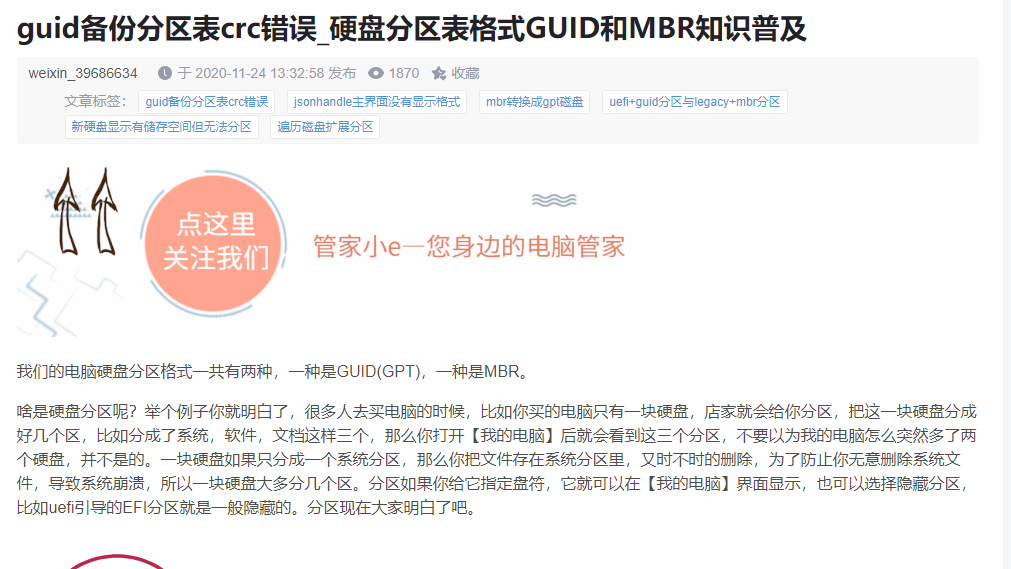 guid备份分区表crc错误_硬盘分区表格式GUID和MBR知识普及
weixin_39686634 于 2020-11-24 13:32:58 发布 1870 收藏
文章标签： guid备份分区表crc错误 jsonhandle主界面没有显示格式 mbr转换成gpt磁盘 uefi+guid分区与legacy+mbr分区
新硬盘显示有储存空间但无法分区 遍历磁盘扩展分区
点这里
关注我们
管家小e—您身边的电脑管家
我们的电脑硬盘分区格式一共有两种，一种是GUID(GPT)，一种是MBR。
啥是硬盘分区呢？举个例子你就明白了，很多人去买电脑的时候，比如你买的电脑只有一块硬盘，店家就会给你分区，把这一块硬盘分成
好几个区，比如分成了系统，软件，文档这样三个，那么你打开【我的电脑】后就会看到这三个分区，不要以为我的电脑怎么突然多了两
个硬盘，并不是的。一块硬盘如果只分成一个系统分区，那么你把文件存在系统分区里，又时不时的删除，为了防止你无意删除系统文
件，导致系统崩溃，所以一块硬盘大多分几个区。分区如果你给它指定盘符，它就可以在【我的电脑】界面显示，也可以选择隐藏分区，
比如uefi引导的EFI分区就是一般隐藏的。分区现在大家明白了吧。